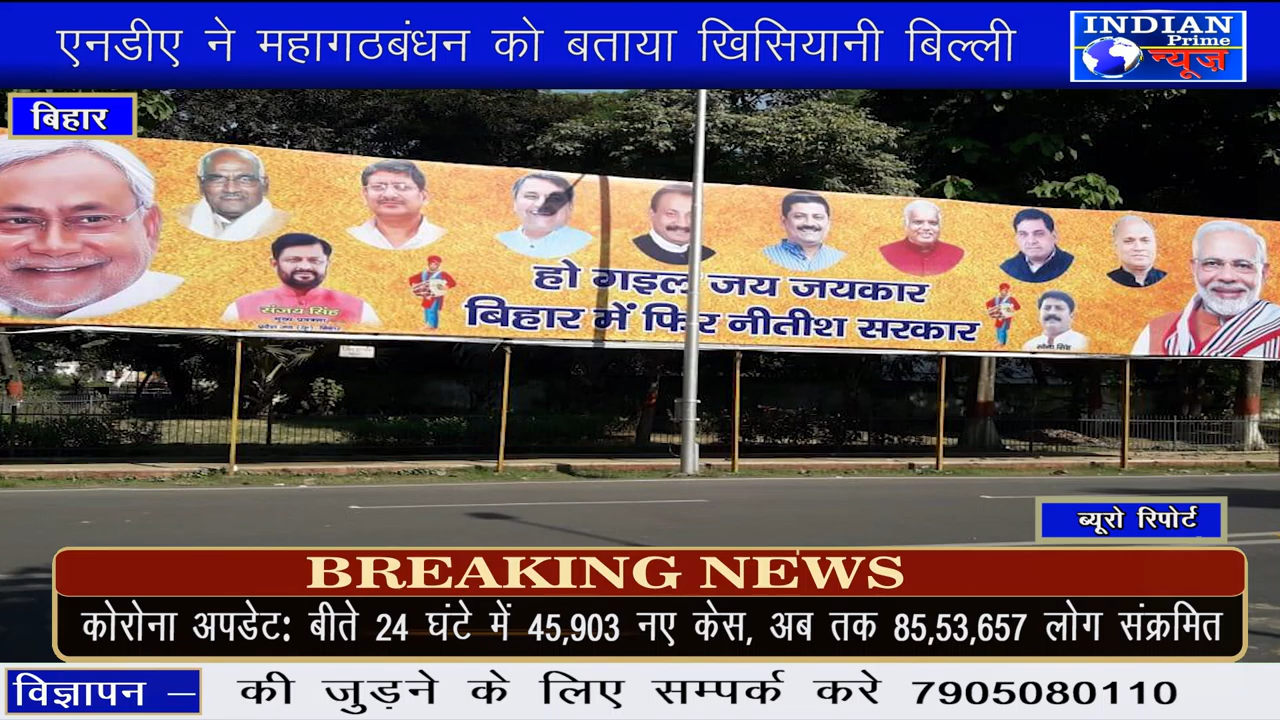 एनडीए ने महागठबंधन को बताया खिसियानी बिल्ली
INDIAN
Prime
न्यूज़
बिहार
हो गइल जय जयकार
बिहार में फिर नीतीश सरकार
संजय सिंह
मुख्य प्रवक्ता
ब्यूरो रिपोर्ट
BREAKING NEWS
कोरोना अपडेट: बीते 24 घंटे में 45,903 नए केस, अब तक 85,53,657 लोग संक्रमित
विज्ञापन – की जुड़ने के लिए सम्पर्क करे 7905080110